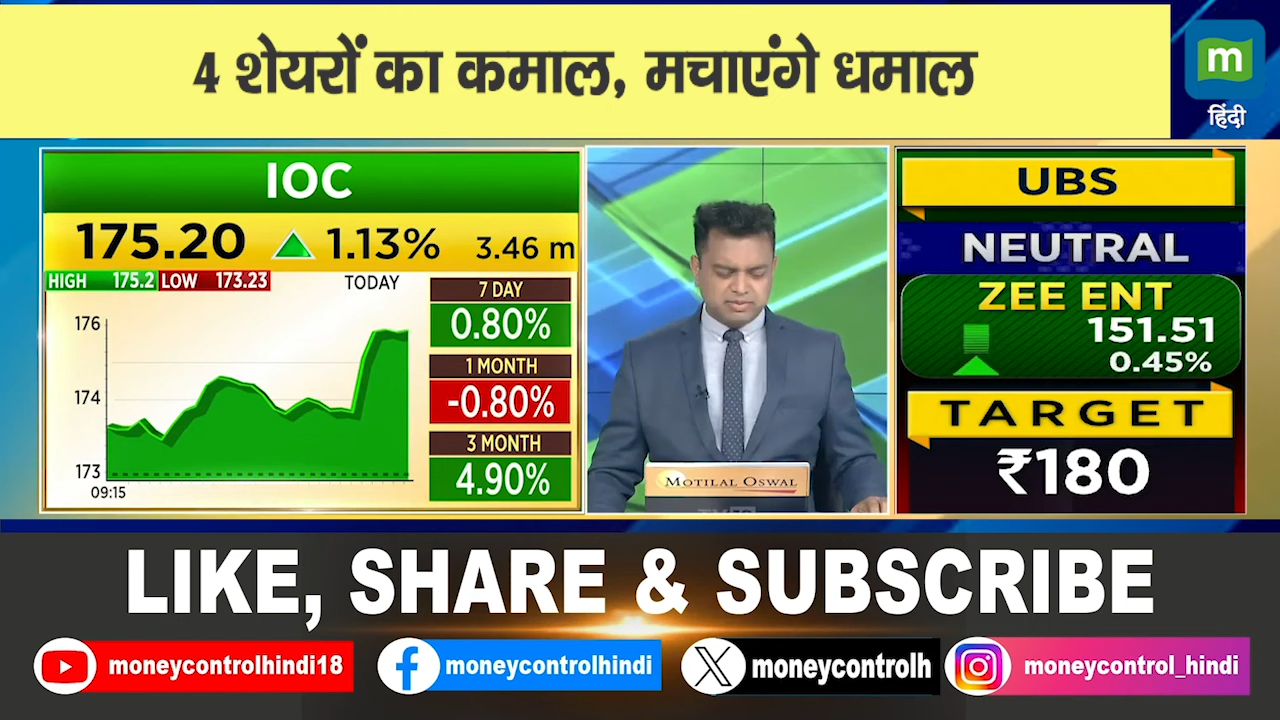 4 शेयरों का कमाल, मचाएंगे धमाल
m
हिंदी
IOC
175.20 1.13% 3.46 m
HIGH 175.2 LOW 173.23 TODAY
176
174
173
09:15
7 DAY
0.80%
1 MONTH
-0.80%
3 MONTH
4.90%
MOTILAL OSWAL
UBS
NEUTRAL
ZEE ENT
151.51
0.45%
TARGET
₹180
LIKE, SHARE & SUBSCRIBE
moneycontrolhindi18
moneycontrolhindi
moneycontrolh
moneycontrol_hindi